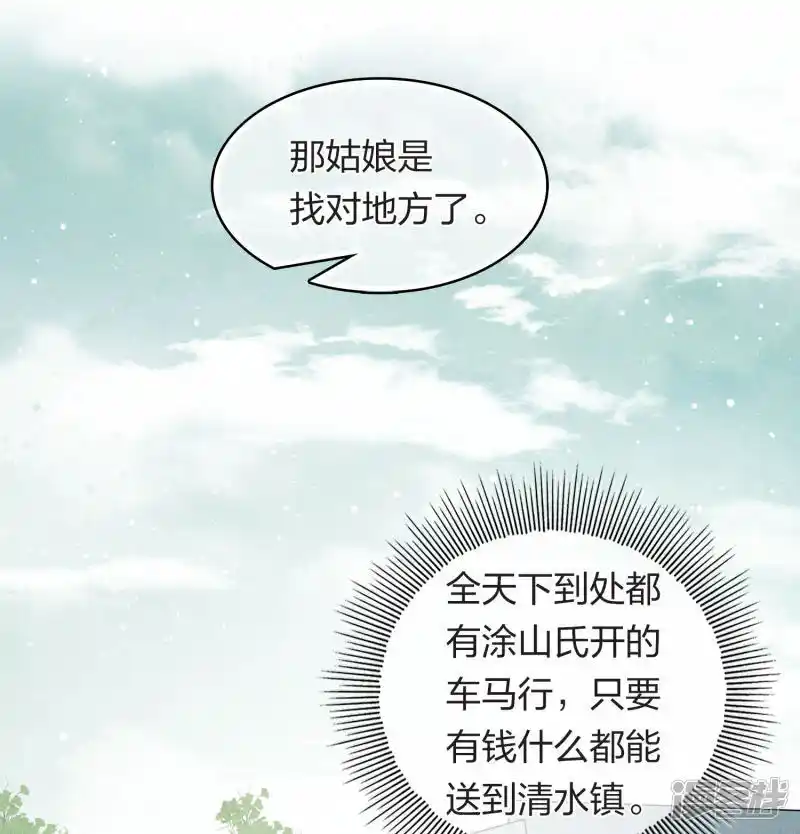 那姑娘是
找对地方了。
全天下到处都
有涂山氏开的
车马行，只要
有钱什么都能
送到清水镇。